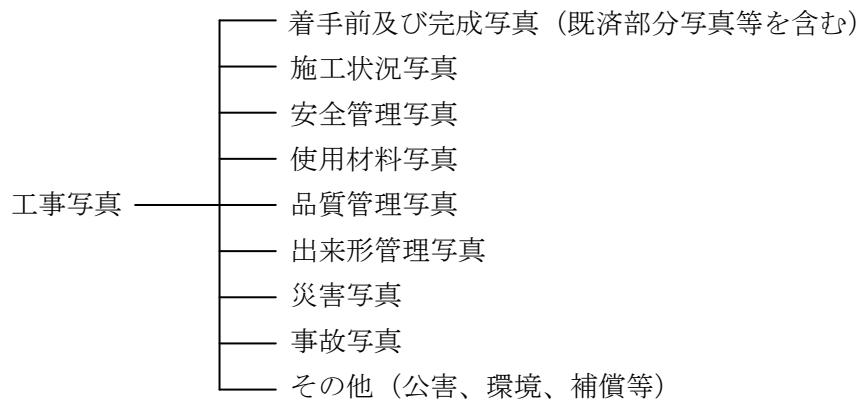 着手前及び完成写真（既済部分写真等を含む）
施工状況写真
安全管理写真
使用材料写真
工事写真
品質管理写真
出来形管理写真
災害写真
事故写真
その他（公害、環境、補償等）